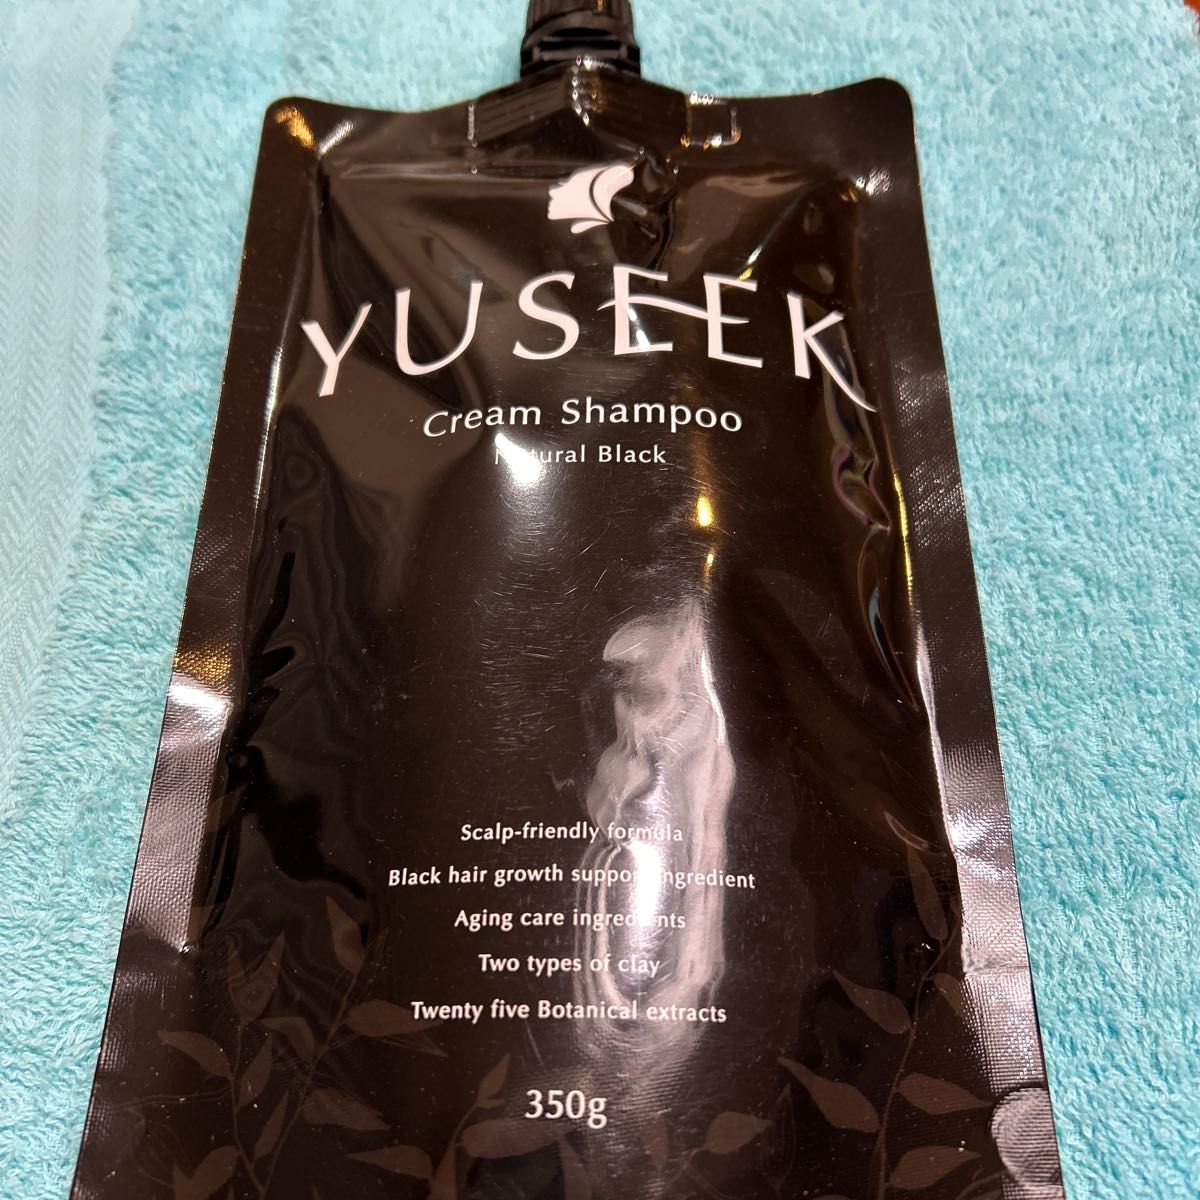 YUSEEK
Cream Shampoo
Natural Black
Scalp-friendly formula
Black hair growth support ingredient
Aging care ingredients
Two types of clay
Twenty five Botanical extracts
350g